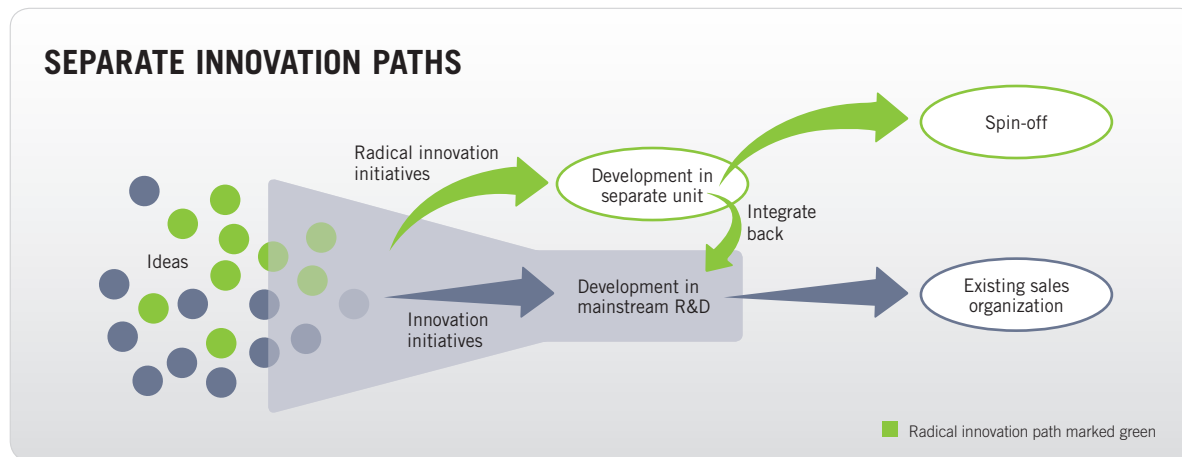 SEPARATE INNOVATION PATHS
Spin-off
Radical innovation
initiatives
Development in
separate unit
Integrate
back
Ideas
Development in
mainstream R&D
Existing sales
organization
Innovation
initiatives
Radical innovation path marked green